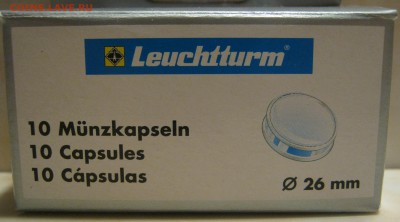 Leuchtturm®
10 Münzkapseln
10 Capsules
10 Cápsulas
Ø 26 mm